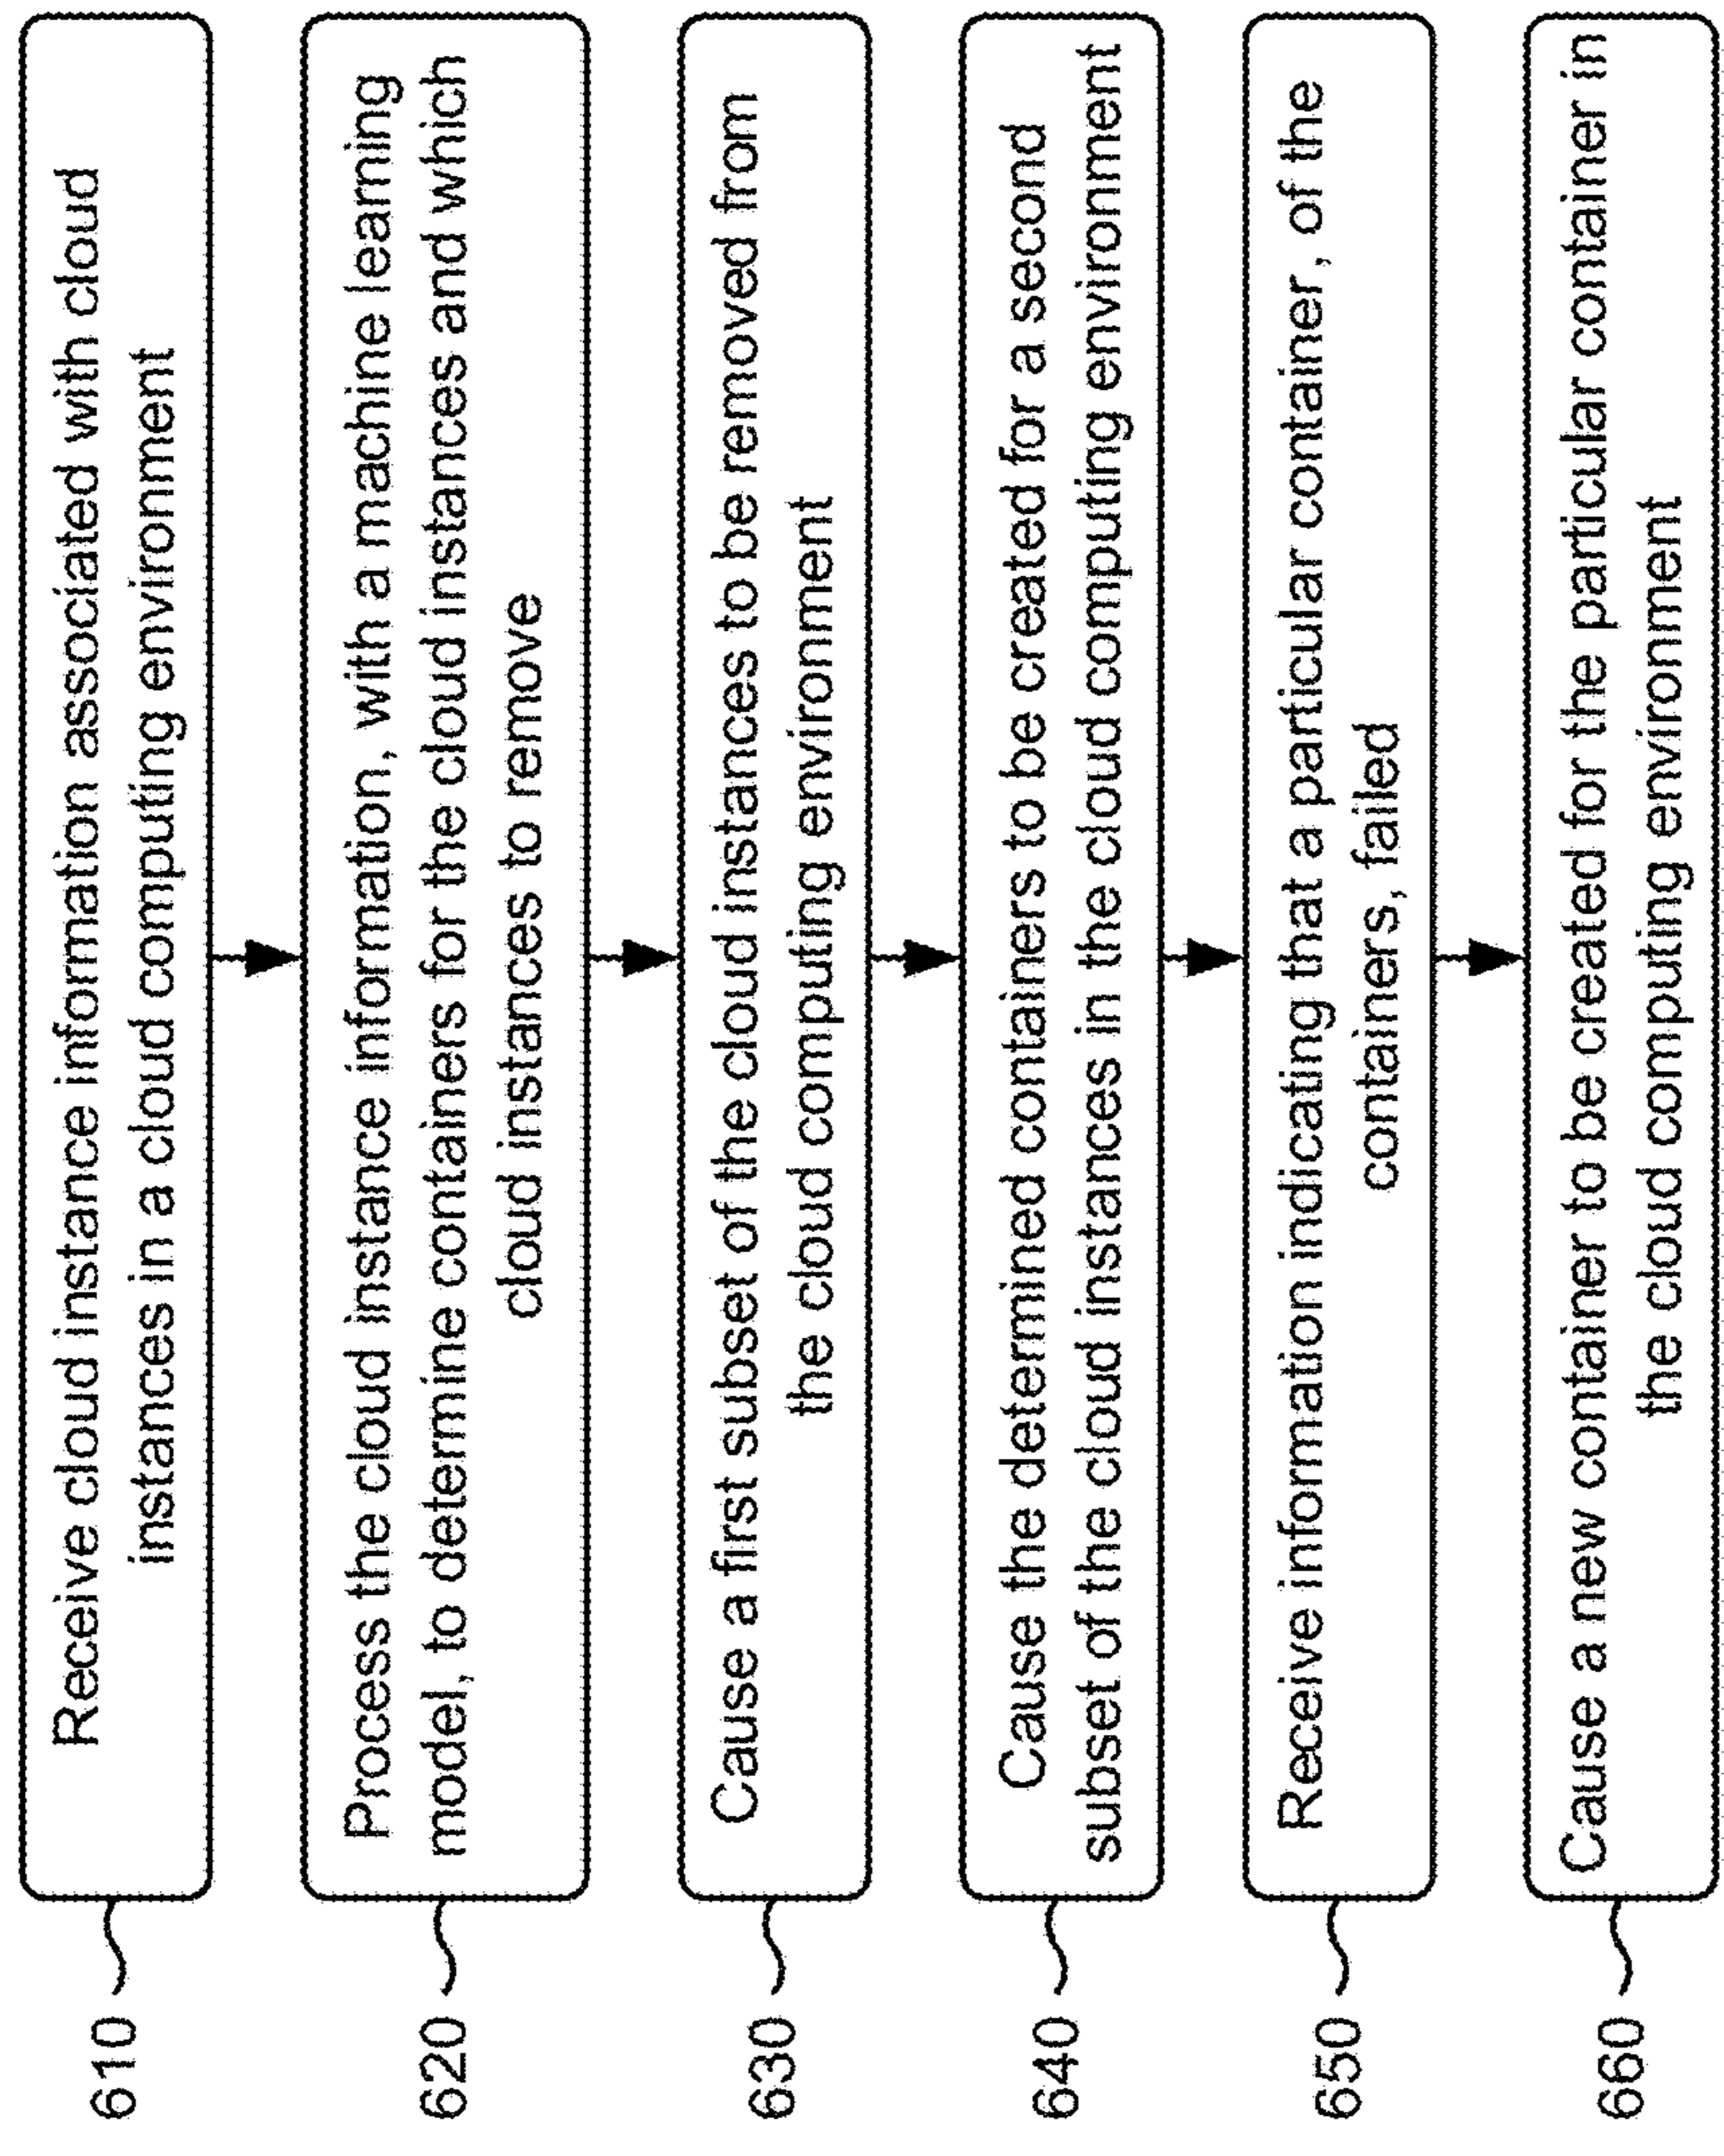 610
Receive cloud instance information associated with cloud
instances in a cloud computing environment
620
Process the cloud instance information, with a machine learning
model, to determine containers for the cloud instances and which
cloud instances to remove
630
Cause a first subset of the cloud instances to be removed from
the cloud computing environment
640
Cause the determined containers to be created for a second
subset of the cloud instances in the cloud computing environment
650
Receive information indicating that a particular container, of the
containers, failed
660
Cause a new container to be created for the particular container in
the cloud computing environment